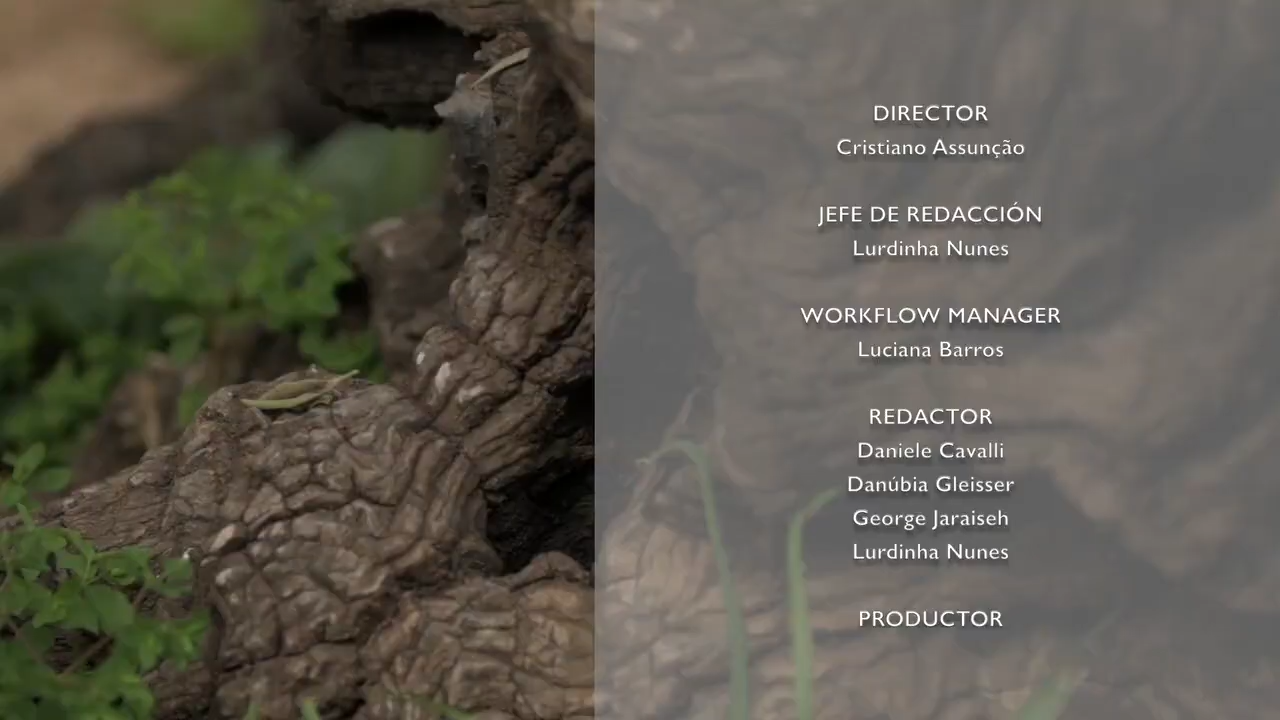 DIRECTOR
Cristiano Assunção
JEFE DE REDACCIÓN
Lurdinha Nunes
WORKFLOW MANAGER
Luciana Barros
REDACTOR
Daniele Cavalli
Danúbia Gleisser
George Jaraiseh
Lurdinha Nunes
PRODUCTOR